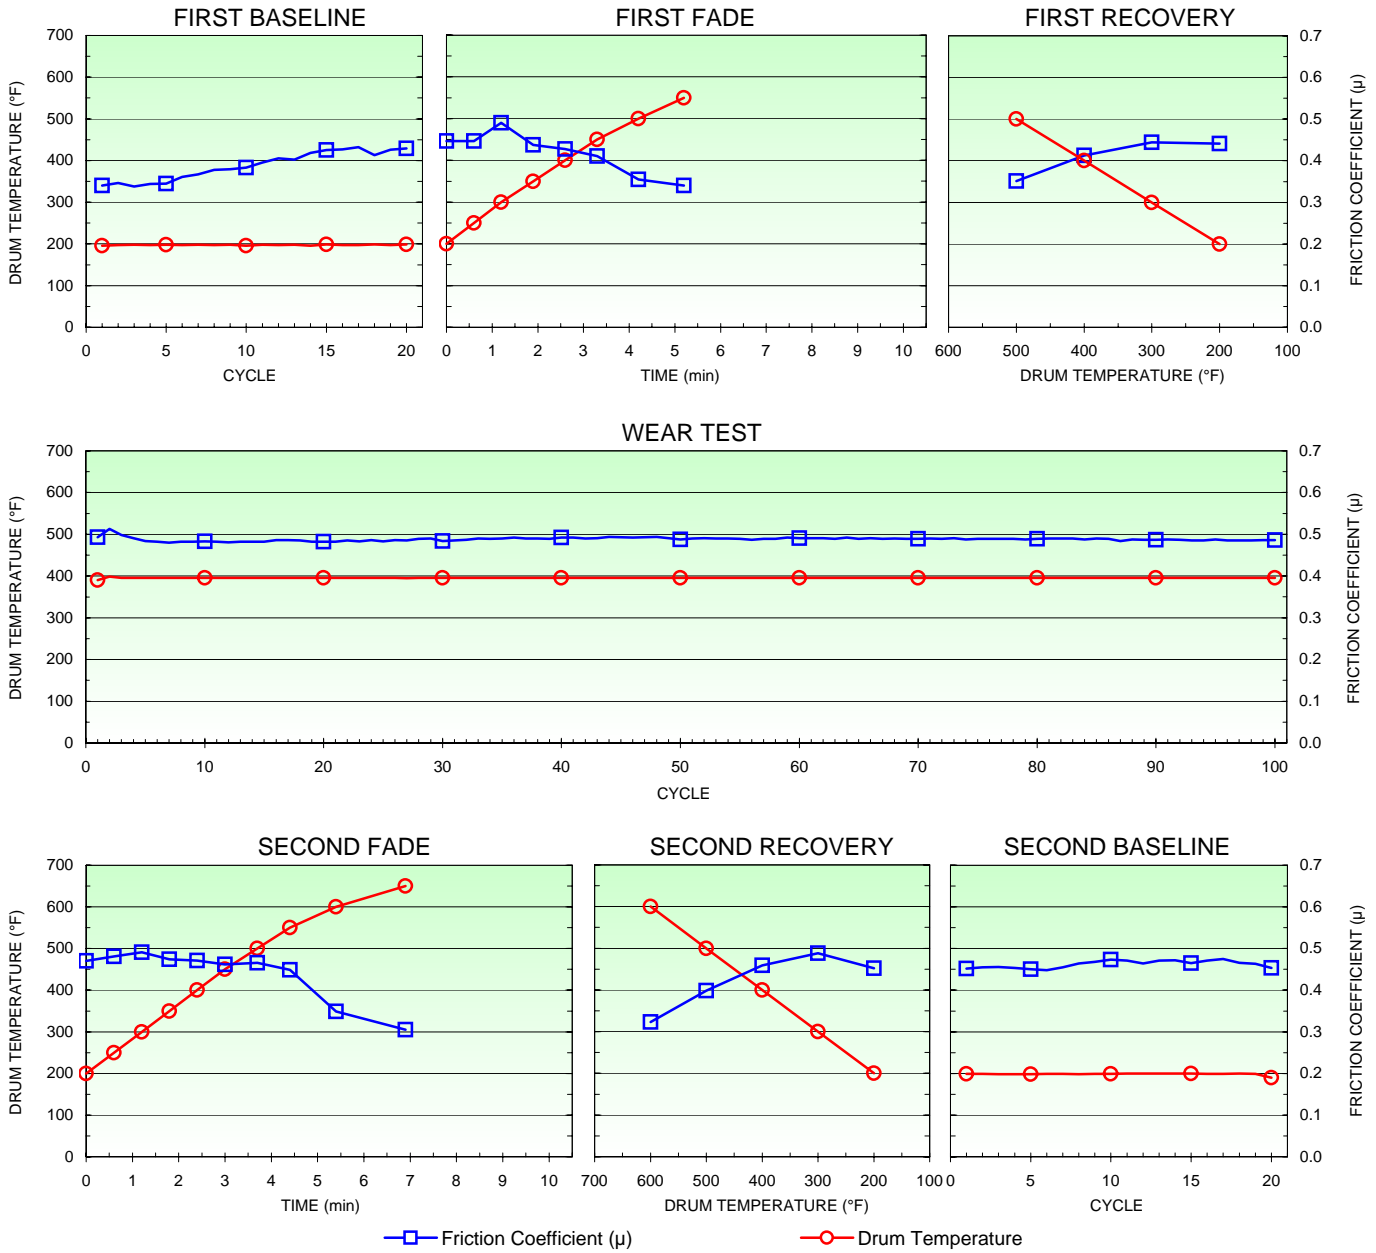 FIRST BASELINE
FIRST FADE
FIRST RECOVERY
700
600
500
400
300
200
100
0
DRUM TEMPERATURE (°F)
0 5 10 15 20
CYCLE
0 1 2 3 4 5 6 7 8 9 10
TIME (min)
600 500 400 300 200 100
DRUM TEMPERATURE (°F)
0.7
0.6
0.5
0.4
0.3
0.2
0.1
0.0
FRICTION COEFFICIENT (μ)
WEAR TEST
700
600
500
400
300
200
100
0
DRUM TEMPERATURE (°F)
0 10 20 30 40 50 60 70 80 90 100
CYCLE
0.7
0.6
0.5
0.4
0.3
0.2
0.1
0.0
FRICTION COEFFICIENT (μ)
SECOND FADE
SECOND RECOVERY
SECOND BASELINE
700
600
500
400
300
200
100
0
DRUM TEMPERATURE (°F)
0 1 2 3 4 5 6 7 8 9 10
TIME (min)
700 600 500 400 300 200 100
DRUM TEMPERATURE (°F)
0 5 10 15 20
CYCLE
0.7
0.6
0.5
0.4
0.3
0.2
0.1
0.0
FRICTION COEFFICIENT (μ)
Friction Coefficient (μ)
Drum Temperature